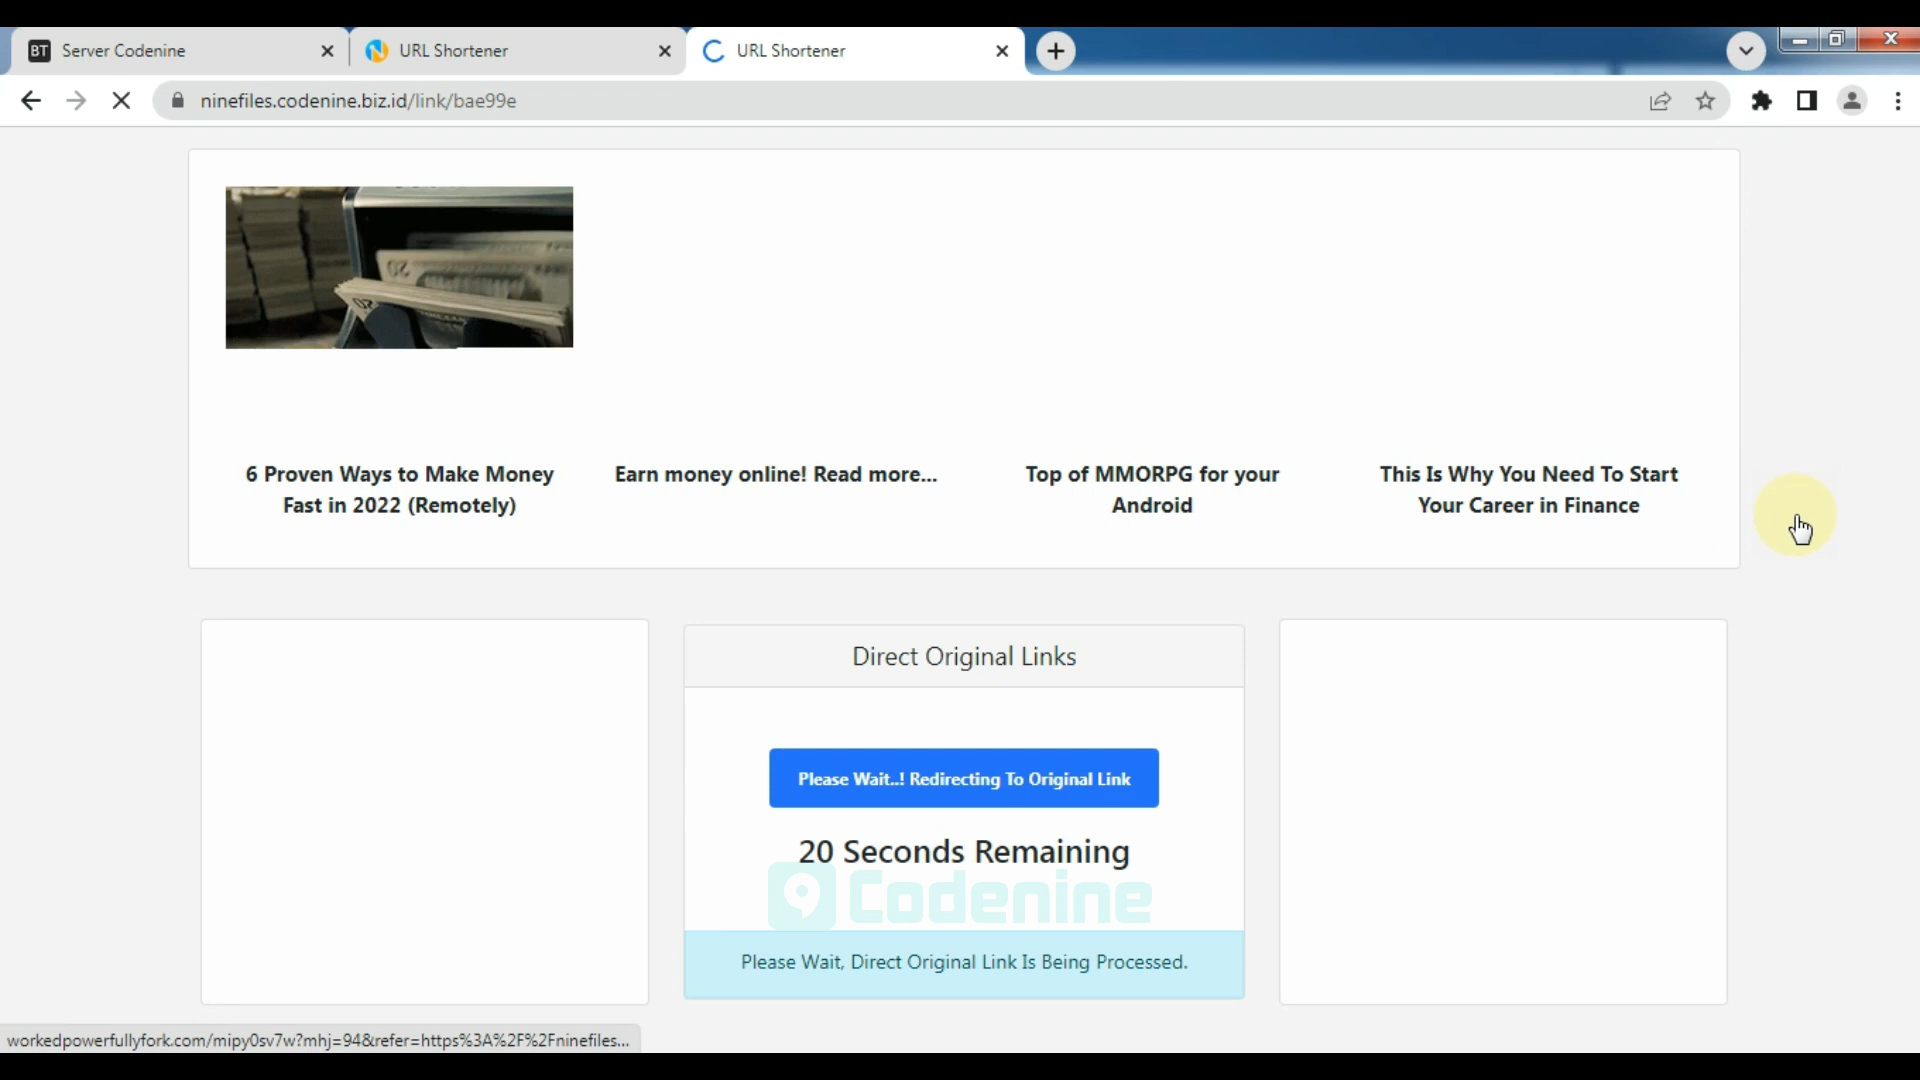 BT Server Codenine
URL Shortener
URL Shortener
ninefiles.codenine.biz.id/link/bae99e
6 Proven Ways to Make Money
Fast in 2022 (Remotely)
Earn money online! Read more...
Top of MMORPG for your
Android
This Is Why You Need To Start
Your Career in Finance
Direct Original Links
Please Wait..! Redirecting To Original Link
20 Seconds Remaining
Codenine
Please Wait, Direct Original Link Is Being Processed.
workedpowerfullyfork.com/mipy0sv7w?mhj=94&refer=https%3A%2F%2Fninefiles...